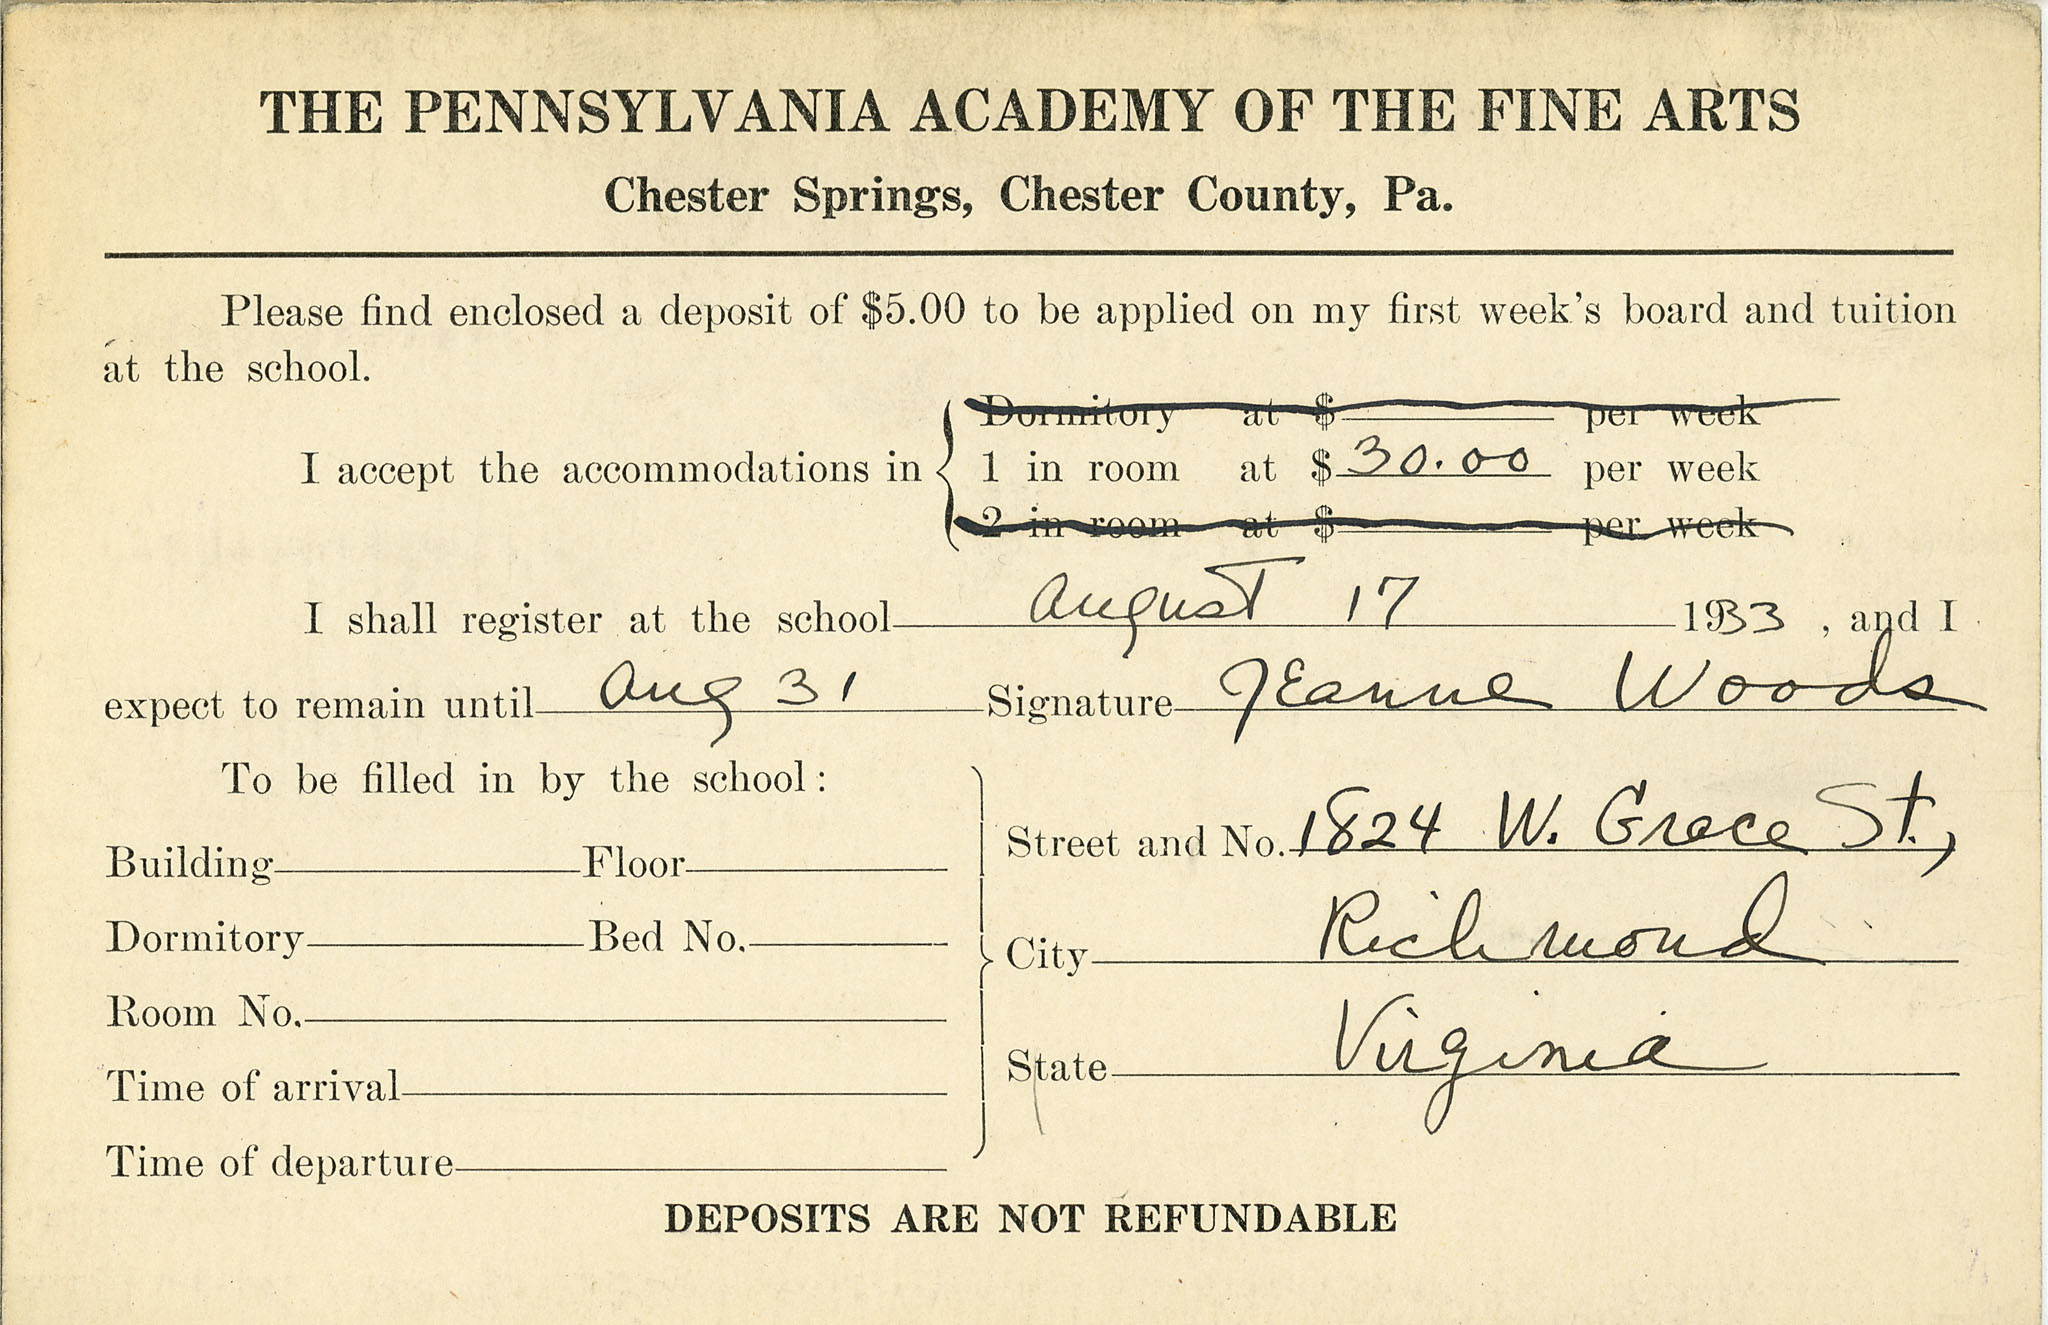 THE PENNSYLVANIA ACADEMY OF THE FINE ARTS
Chester Springs, Chester County, Pa.
Please find enclosed a deposit of $5.00 to be applied on my first week's board and tuition
at the school.
Dormitory at $ per week
I accept the accommodations in { 1 in room at $ 30.00 per week
2 in room at $ per week
I shall register at the school August 17 1933 , and I
expect to remain until Aug 31 Signature Jeanne Woods
To be filled in by the school:
Street and No. 1824 W. Grace St.,
Building Floor
Dormitory Bed No.
City Richmond
Room No.
State Virginia
Time of arrival
Time of departure
DEPOSITS ARE NOT REFUNDABLE